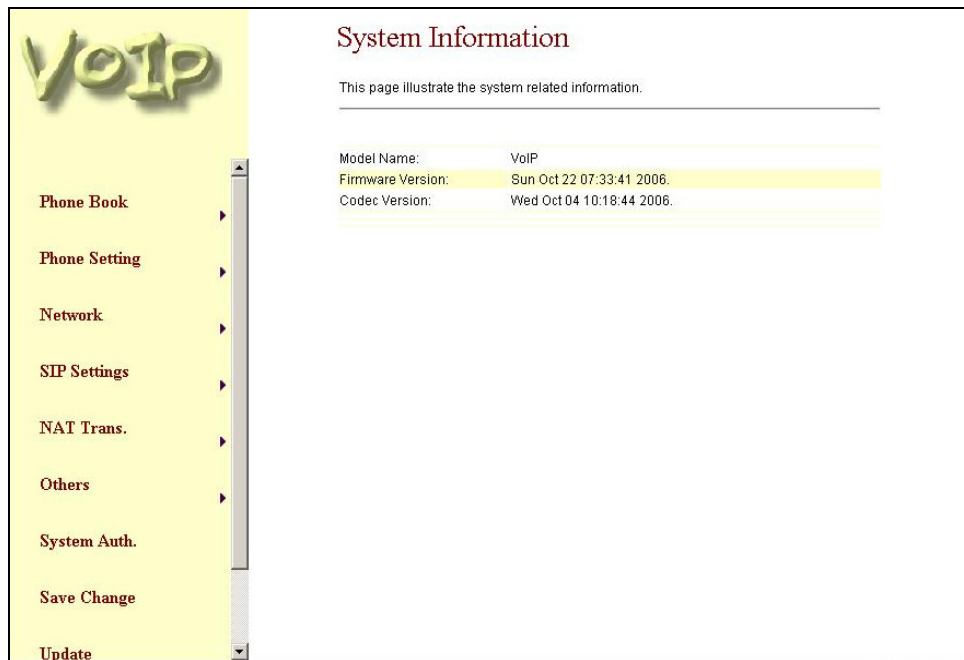 VoIP
Phone Book
Phone Setting
Network
SIP Settings
NAT Trans.
Others
System Auth.
Save Change
Update
System Information
This page illustrate the system related information.
Model Name: VoIP
Firmware Version: Sun Oct 22 07:33:41 2006.
Codec Version: Wed Oct 04 10:18:44 2006.